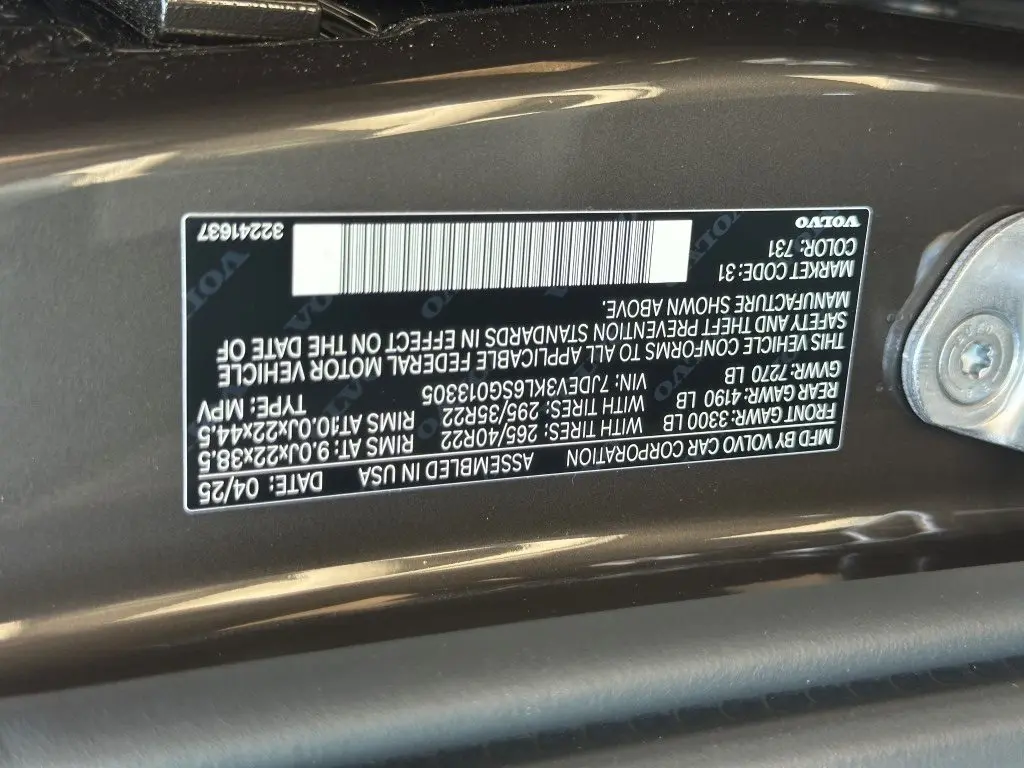 MFD BY VOLVO CAR CORPORATION ASSEMBLED IN USA DATE: 04/25
FRONT GAWR: 3300 LB WITH TIRES: 265/40R22 RIMS AT: 9.0Jx22x38.5
REAR GAWR: 4190 LB WITH TIRES: 295/35R22 RIMS AT10.0Jx22x44.5
GVWR: 7270 LB VIN: 7JDEV3KL6SG013305 TYPE: MPV
THIS VEHICLE CONFORMS TO ALL APPLICABLE FEDERAL MOTOR VEHICLE
SAFETY AND THEFT PREVENTION STANDARDS IN EFFECT ON THE DATE OF
MANUFACTURE SHOWN ABOVE.
MARKET CODE:31
COLOR: 731
VOLVO 32241637